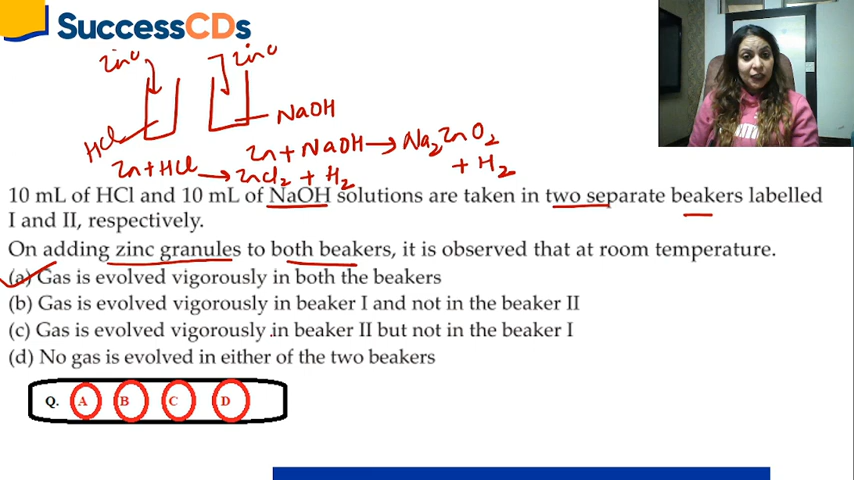 SuccessCDs
zinc zinc
HCl NaOH
Zn + NaOH → Na2ZnO2 + H2
Zn + HCl → ZnCl2 + H2
10 mL of HCl and 10 mL of NaOH solutions are taken in two separate beakers labelled
I and II, respectively.
On adding zinc granules to both beakers, it is observed that at room temperature.
(a) Gas is evolved vigorously in both the beakers
(b) Gas is evolved vigorously in beaker I and not in the beaker II
(c) Gas is evolved vigorously in beaker II but not in the beaker I
(d) No gas is evolved in either of the two beakers
Q. A B C D